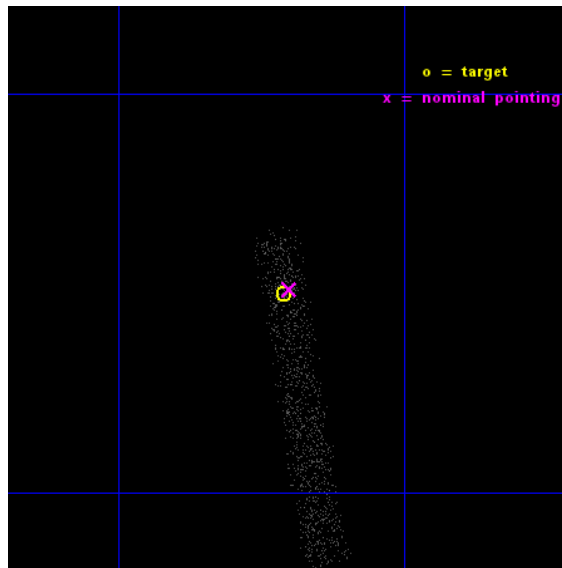 o = target
x = nominal pointing